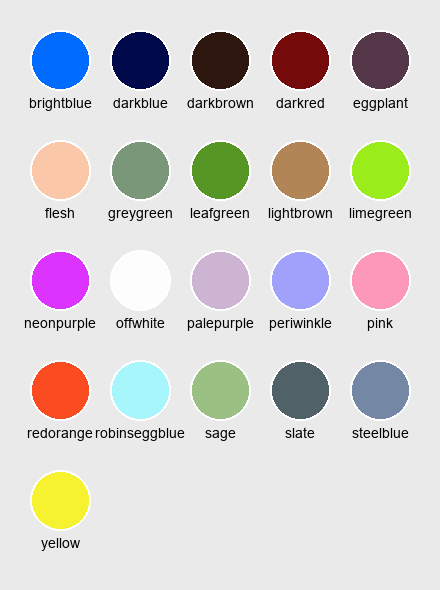 brightblue darkblue darkbrown darkred eggplant
flesh greygreen leafgreen lightbrown limegreen
neonpurple offwhite palepurple periwinkle pink
redorange robinseggblue sage slate steelblue
yellow